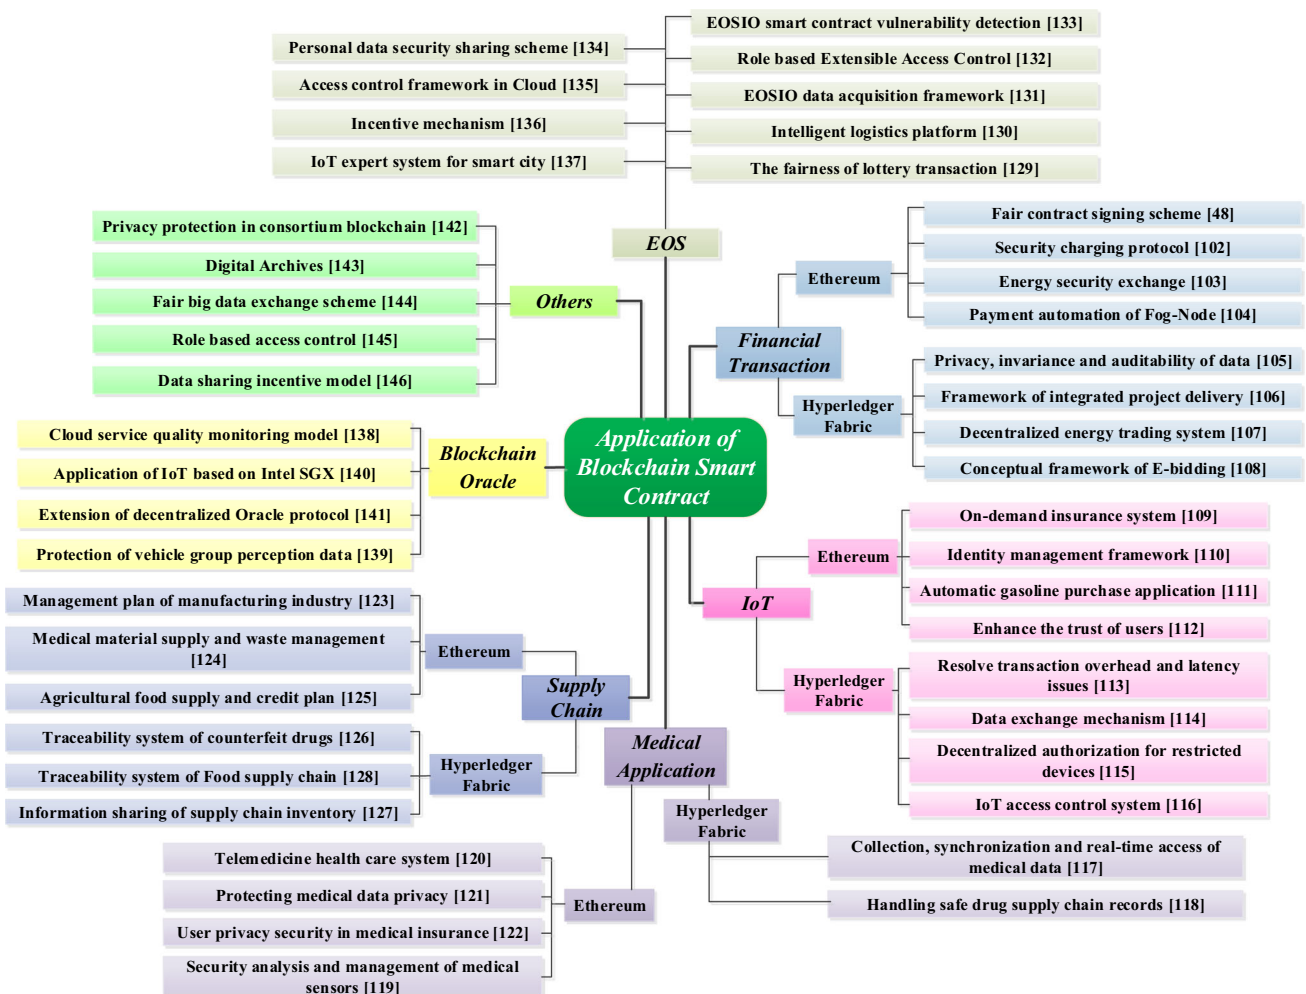 EOSIO smart contract vulnerability detection [133]
Personal data security sharing scheme [134]
Role based Extensible Access Control [132]
Access control framework in Cloud [135]
EOSIO data acquisition framework [131]
Incentive mechanism [136]
Intelligent logistics platform [130]
IoT expert system for smart city [137]
The fairness of lottery transaction [129]
EOS
Privacy protection in consortium blockchain [142]
Digital Archives [143]
Fair big data exchange scheme [144]
Role based access control [145]
Data sharing incentive model [146]
Others
Fair contract signing scheme [48]
Security charging protocol [102]
Energy security exchange [103]
Payment automation of Fog-Node [104]
Ethereum
Financial
Transaction
Hyperledger
Fabric
Privacy, invariance and auditability of data [105]
Framework of integrated project delivery [106]
Decentralized energy trading system [107]
Conceptual framework of E-bidding [108]
Application of
Blockchain Smart
Contract
Cloud service quality monitoring model [138]
Application of IoT based on Intel SGX [140]
Extension of decentralized Oracle protocol [141]
Protection of vehicle group perception data [139]
Blockchain
Oracle
On-demand insurance system [109]
Identity management framework [110]
Automatic gasoline purchase application [111]
Enhance the trust of users [112]
Ethereum
IoT
Hyperledger
Fabric
Resolve transaction overhead and latency
issues [113]
Data exchange mechanism [114]
Decentralized authorization for restricted
devices [115]
IoT access control system [116]
Management plan of manufacturing industry [123]
Medical material supply and waste management
[124]
Agricultural food supply and credit plan [125]
Ethereum
Supply
Chain
Traceability system of counterfeit drugs [126]
Traceability system of Food supply chain [128]
Information sharing of supply chain inventory [127]
Hyperledger
Fabric
Medical
Application
Hyperledger
Fabric
Collection, synchronization and real-time access of
medical data [117]
Handling safe drug supply chain records [118]
Telemedicine health care system [120]
Protecting medical data privacy [121]
User privacy security in medical insurance [122]
Security analysis and management of medical
sensors [119]
Ethereum